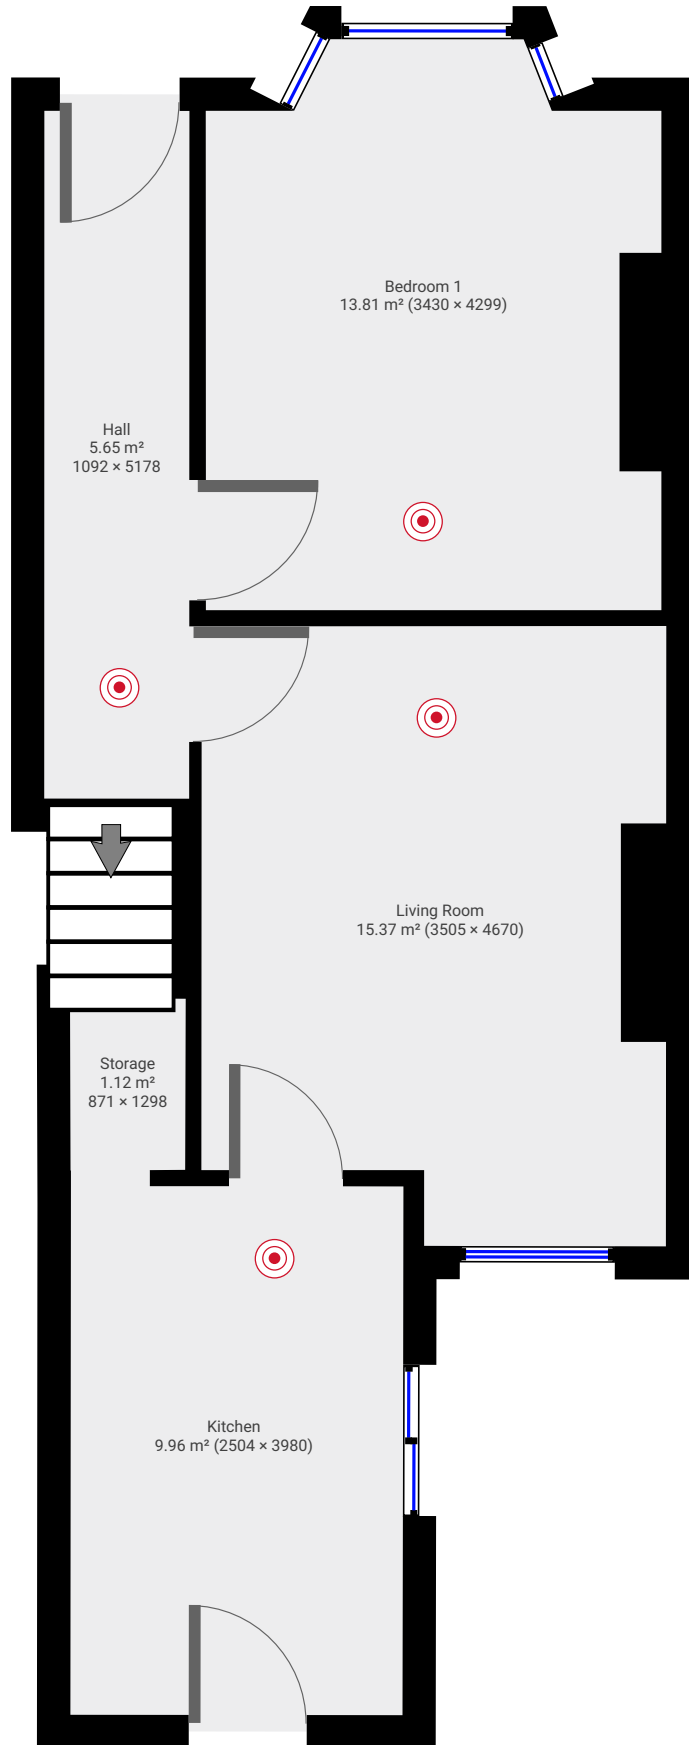 Bedroom 1
13.81 m² (3430 × 4299)
Hall
5.65 m²
1092 × 5178
Living Room
15.37 m² (3505 × 4670)
Storage
1.12 m²
871 × 1298
Kitchen
9.96 m² (2504 × 3980)